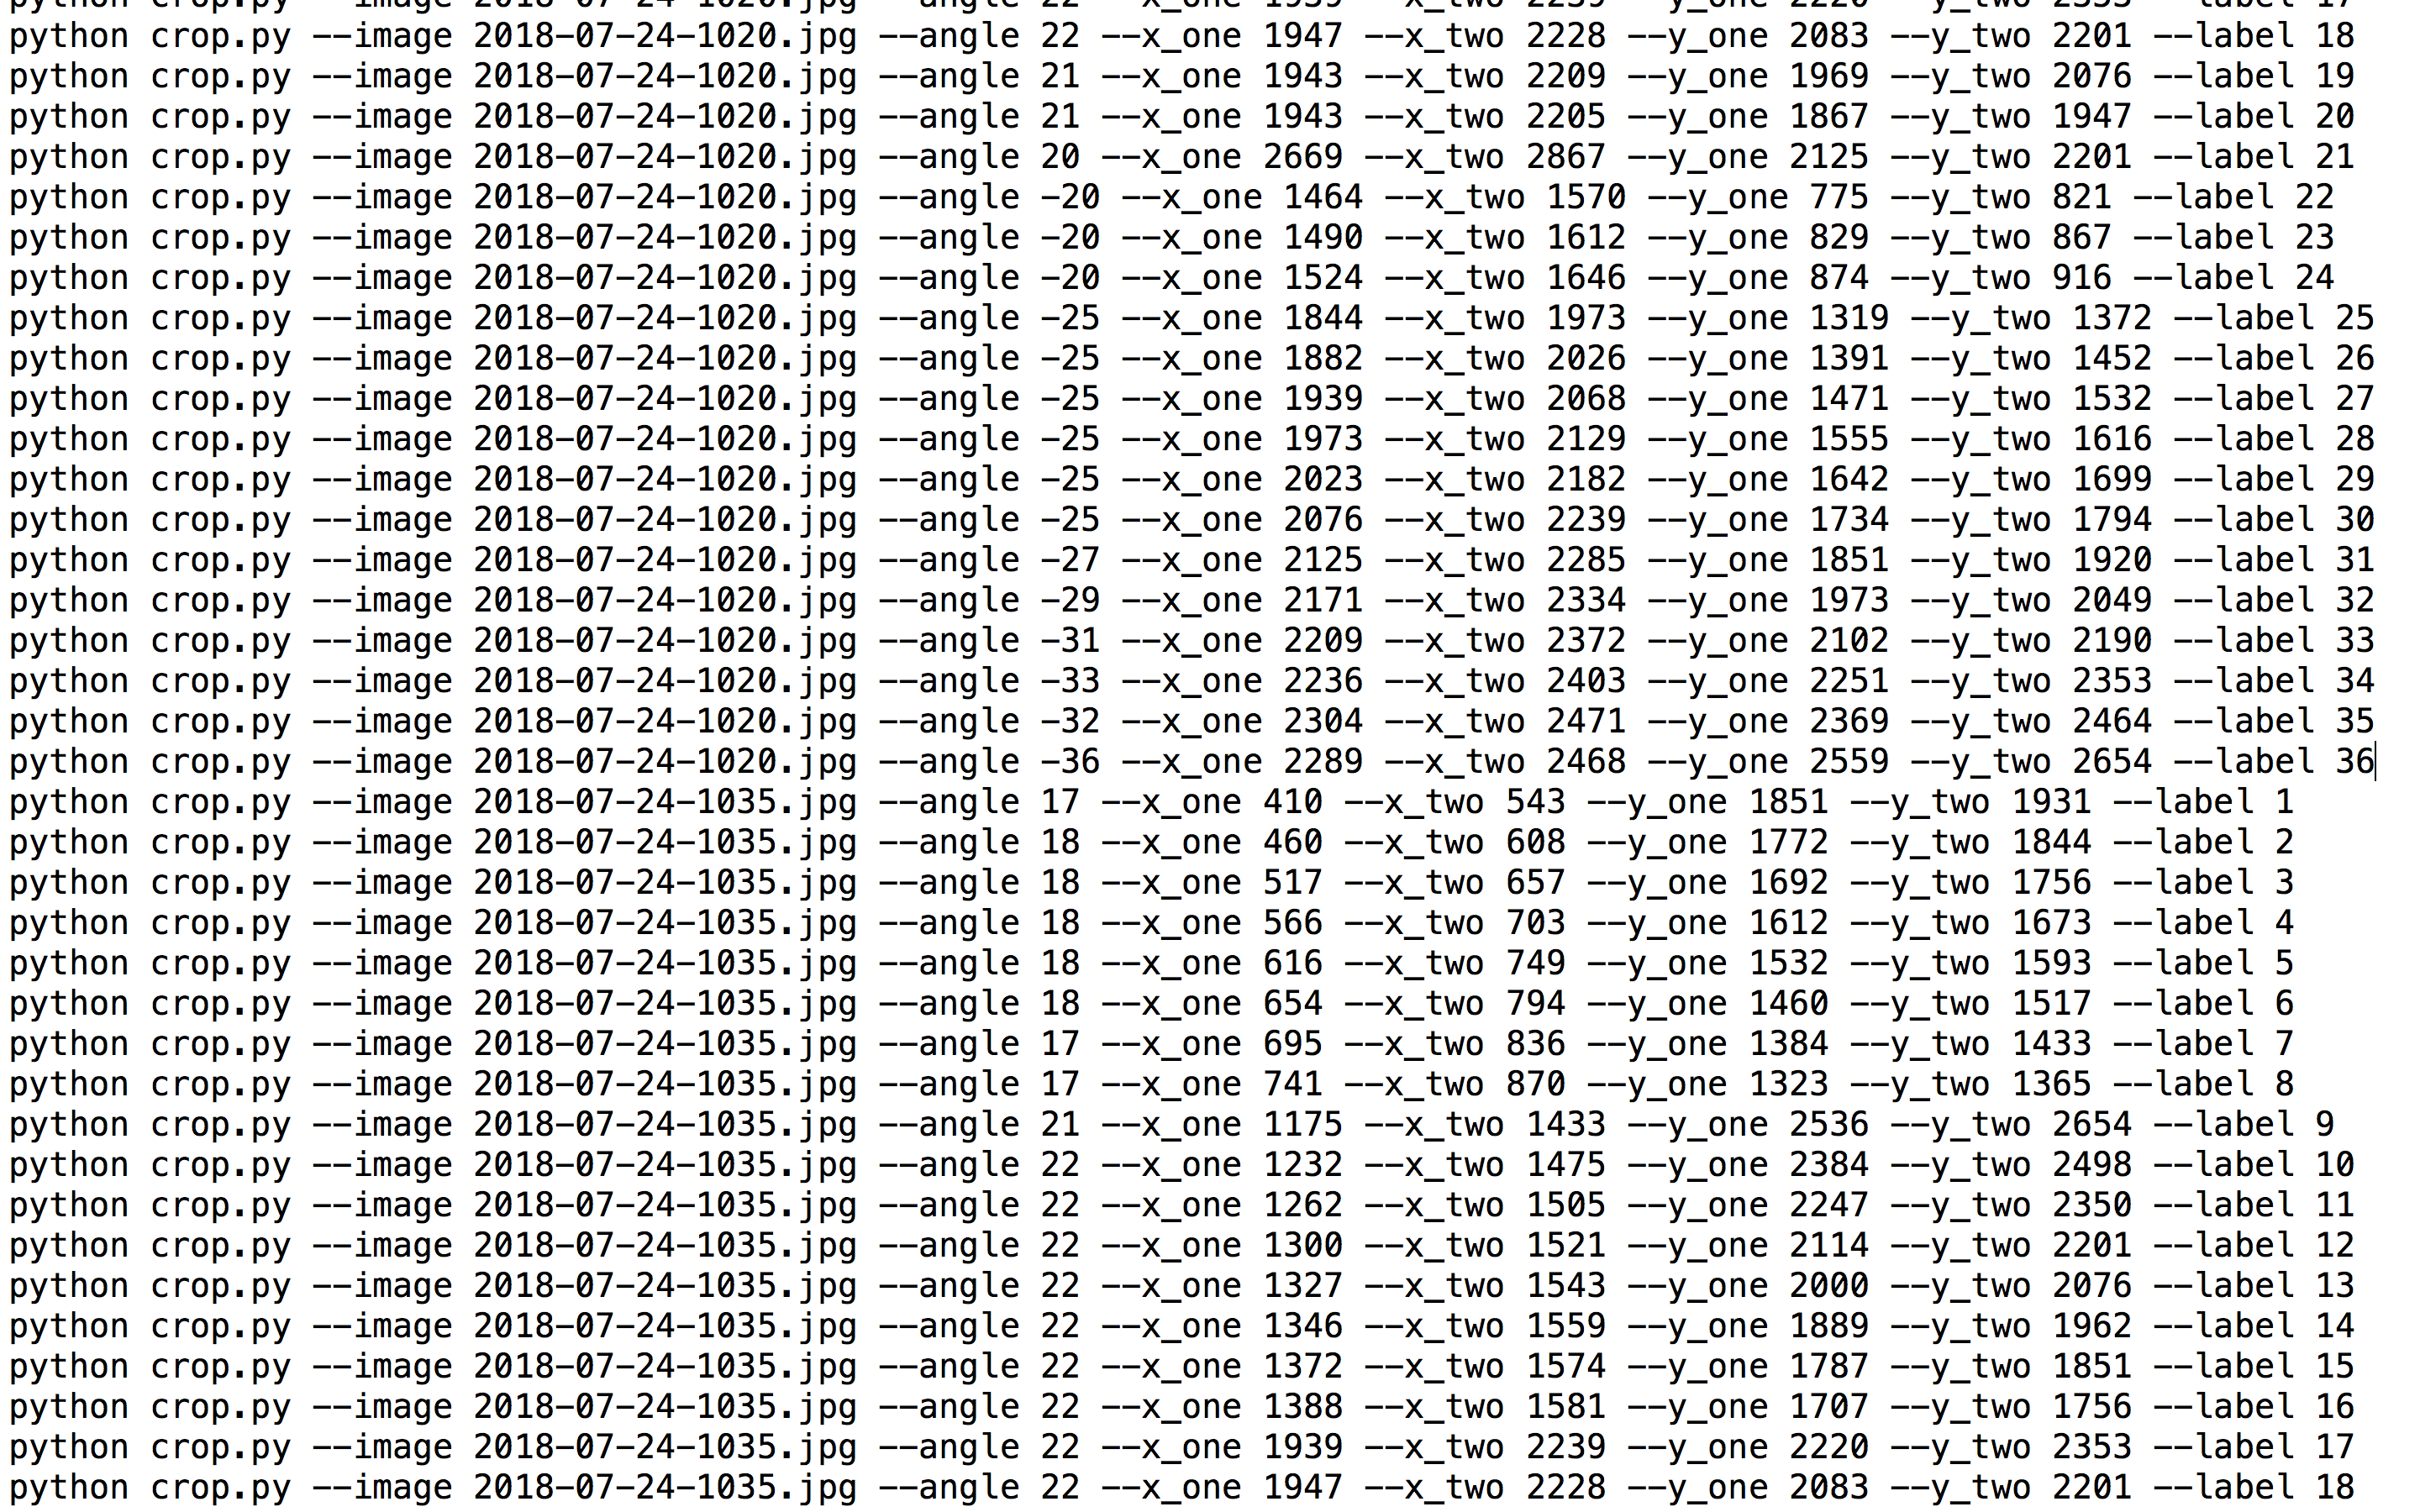 python crop.py --image 2018-07-24-1020.jpg --angle 22 --x_one 1939 --x_two 2239 --y_one 2220 --y_two 2353 --label 17
python crop.py --image 2018-07-24-1020.jpg --angle 22 --x_one 1947 --x_two 2228 --y_one 2083 --y_two 2201 --label 18
python crop.py --image 2018-07-24-1020.jpg --angle 21 --x_one 1943 --x_two 2209 --y_one 1969 --y_two 2076 --label 19
python crop.py --image 2018-07-24-1020.jpg --angle 21 --x_one 1943 --x_two 2205 --y_one 1867 --y_two 1947 --label 20
python crop.py --image 2018-07-24-1020.jpg --angle 20 --x_one 2669 --x_two 2867 --y_one 2125 --y_two 2201 --label 21
python crop.py --image 2018-07-24-1020.jpg --angle -20 --x_one 1464 --x_two 1570 --y_one 775 --y_two 821 --label 22
python crop.py --image 2018-07-24-1020.jpg --angle -20 --x_one 1490 --x_two 1612 --y_one 829 --y_two 867 --label 23
python crop.py --image 2018-07-24-1020.jpg --angle -20 --x_one 1524 --x_two 1646 --y_one 874 --y_two 916 --label 24
python crop.py --image 2018-07-24-1020.jpg --angle -25 --x_one 1844 --x_two 1973 --y_one 1319 --y_two 1372 --label 25
python crop.py --image 2018-07-24-1020.jpg --angle -25 --x_one 1882 --x_two 2026 --y_one 1391 --y_two 1452 --label 26
python crop.py --image 2018-07-24-1020.jpg --angle -25 --x_one 1939 --x_two 2068 --y_one 1471 --y_two 1532 --label 27
python crop.py --image 2018-07-24-1020.jpg --angle -25 --x_one 1973 --x_two 2129 --y_one 1555 --y_two 1616 --label 28
python crop.py --image 2018-07-24-1020.jpg --angle -25 --x_one 2023 --x_two 2182 --y_one 1642 --y_two 1699 --label 29
python crop.py --image 2018-07-24-1020.jpg --angle -25 --x_one 2076 --x_two 2239 --y_one 1734 --y_two 1794 --label 30
python crop.py --image 2018-07-24-1020.jpg --angle -27 --x_one 2125 --x_two 2285 --y_one 1851 --y_two 1920 --label 31
python crop.py --image 2018-07-24-1020.jpg --angle -29 --x_one 2171 --x_two 2334 --y_one 1973 --y_two 2049 --label 32
python crop.py --image 2018-07-24-1020.jpg --angle -31 --x_one 2209 --x_two 2372 --y_one 2102 --y_two 2190 --label 33
python crop.py --image 2018-07-24-1020.jpg --angle -33 --x_one 2236 --x_two 2403 --y_one 2251 --y_two 2353 --label 34
python crop.py --image 2018-07-24-1020.jpg --angle -32 --x_one 2304 --x_two 2471 --y_one 2369 --y_two 2464 --label 35
python crop.py --image 2018-07-24-1020.jpg --angle -36 --x_one 2289 --x_two 2468 --y_one 2559 --y_two 2654 --label 36
python crop.py --image 2018-07-24-1035.jpg --angle 17 --x_one 410 --x_two 543 --y_one 1851 --y_two 1931 --label 1
python crop.py --image 2018-07-24-1035.jpg --angle 18 --x_one 460 --x_two 608 --y_one 1772 --y_two 1844 --label 2
python crop.py --image 2018-07-24-1035.jpg --angle 18 --x_one 517 --x_two 657 --y_one 1692 --y_two 1756 --label 3
python crop.py --image 2018-07-24-1035.jpg --angle 18 --x_one 566 --x_two 703 --y_one 1612 --y_two 1673 --label 4
python crop.py --image 2018-07-24-1035.jpg --angle 18 --x_one 616 --x_two 749 --y_one 1532 --y_two 1593 --label 5
python crop.py --image 2018-07-24-1035.jpg --angle 18 --x_one 654 --x_two 794 --y_one 1460 --y_two 1517 --label 6
python crop.py --image 2018-07-24-1035.jpg --angle 17 --x_one 695 --x_two 836 --y_one 1384 --y_two 1433 --label 7
python crop.py --image 2018-07-24-1035.jpg --angle 17 --x_one 741 --x_two 870 --y_one 1323 --y_two 1365 --label 8
python crop.py --image 2018-07-24-1035.jpg --angle 21 --x_one 1175 --x_two 1433 --y_one 2536 --y_two 2654 --label 9
python crop.py --image 2018-07-24-1035.jpg --angle 22 --x_one 1232 --x_two 1475 --y_one 2384 --y_two 2498 --label 10
python crop.py --image 2018-07-24-1035.jpg --angle 22 --x_one 1262 --x_two 1505 --y_one 2247 --y_two 2350 --label 11
python crop.py --image 2018-07-24-1035.jpg --angle 22 --x_one 1300 --x_two 1521 --y_one 2114 --y_two 2201 --label 12
python crop.py --image 2018-07-24-1035.jpg --angle 22 --x_one 1327 --x_two 1543 --y_one 2000 --y_two 2076 --label 13
python crop.py --image 2018-07-24-1035.jpg --angle 22 --x_one 1346 --x_two 1559 --y_one 1889 --y_two 1962 --label 14
python crop.py --image 2018-07-24-1035.jpg --angle 22 --x_one 1372 --x_two 1574 --y_one 1787 --y_two 1851 --label 15
python crop.py --image 2018-07-24-1035.jpg --angle 22 --x_one 1388 --x_two 1581 --y_one 1707 --y_two 1756 --label 16
python crop.py --image 2018-07-24-1035.jpg --angle 22 --x_one 1939 --x_two 2239 --y_one 2220 --y_two 2353 --label 17
python crop.py --image 2018-07-24-1035.jpg --angle 22 --x_one 1947 --x_two 2228 --y_one 2083 --y_two 2201 --label 18